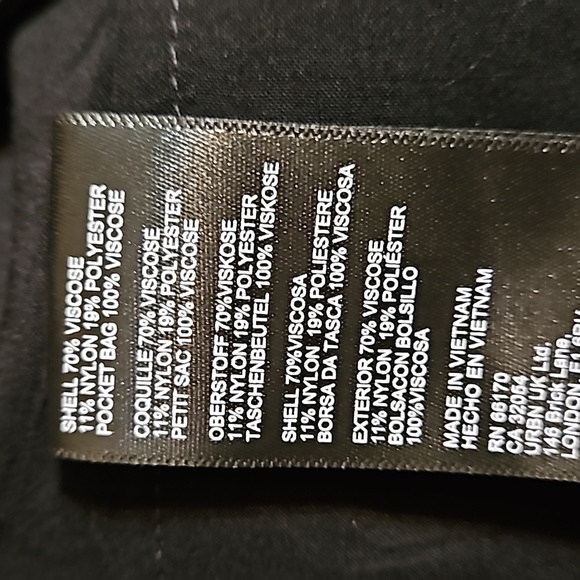 SHELL 70% VISCOSE
11% NYLON 19% POLYESTER
POCKET BAG 100% VISCOSE
COQUILLE 70% VISCOSE
11% NYLON 19% POLYESTER
PETIT SAC 100% VISCOSE
OBERSTOFF 70%VISKOSE
11% NYLON 19% POLYESTER
TASCHENBEUTEL 100% VISKOSE
SHELL 70%VISCOSA
11% NYLON 19% POLIESTERE
BORSA DA TASCA 100% VISCOSA
EXTERIOR 70% VISCOSE
11% NYLON 19% POLIÉSTER
BOLSACON BOLSILLO
100%VISCOSA
MADE IN VIETNAM
HECHO EN VIETNAM
RN 66170
CA 32054
URBN UK Ltd
146 Brick Lane,
LONDON